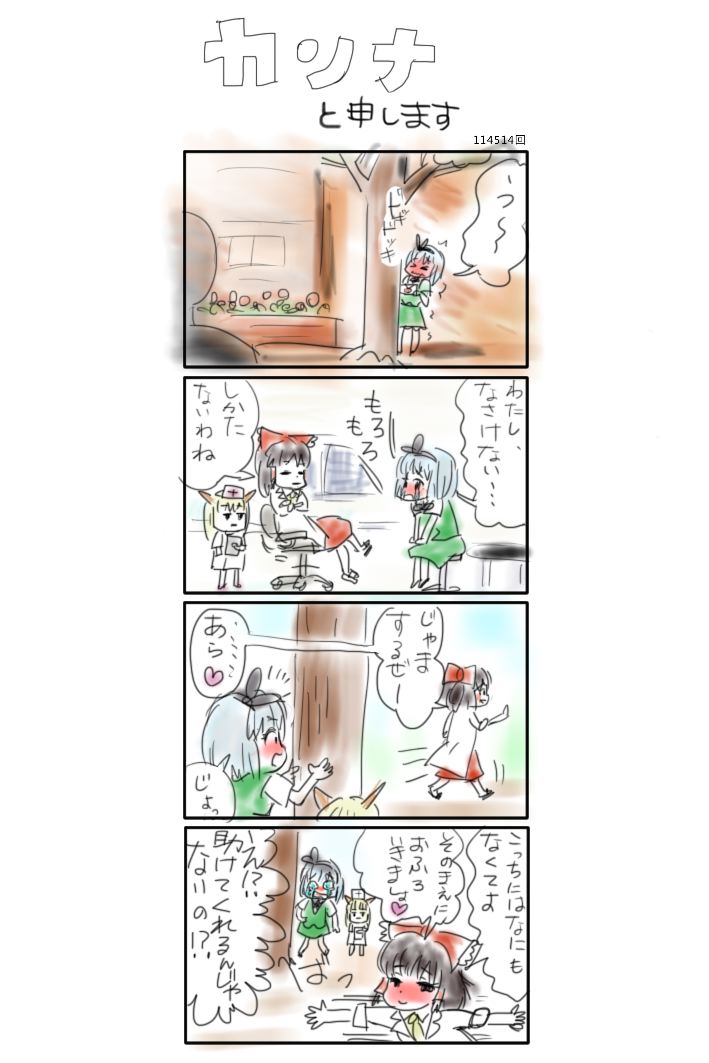 カンナ
と申します
114514回
〜つ〜
ドッキ
ドッキ
わたし、
なさけない…
もろ
もろ
しかた
ないわね
じゃま
するぜー
あら
♡
じょっ
こっちにはなにも
なくてよ
そのまえに
おふろ
いきましょ
♡
ばっ
いん!?
助けてくれるんじゃ
ないの!?